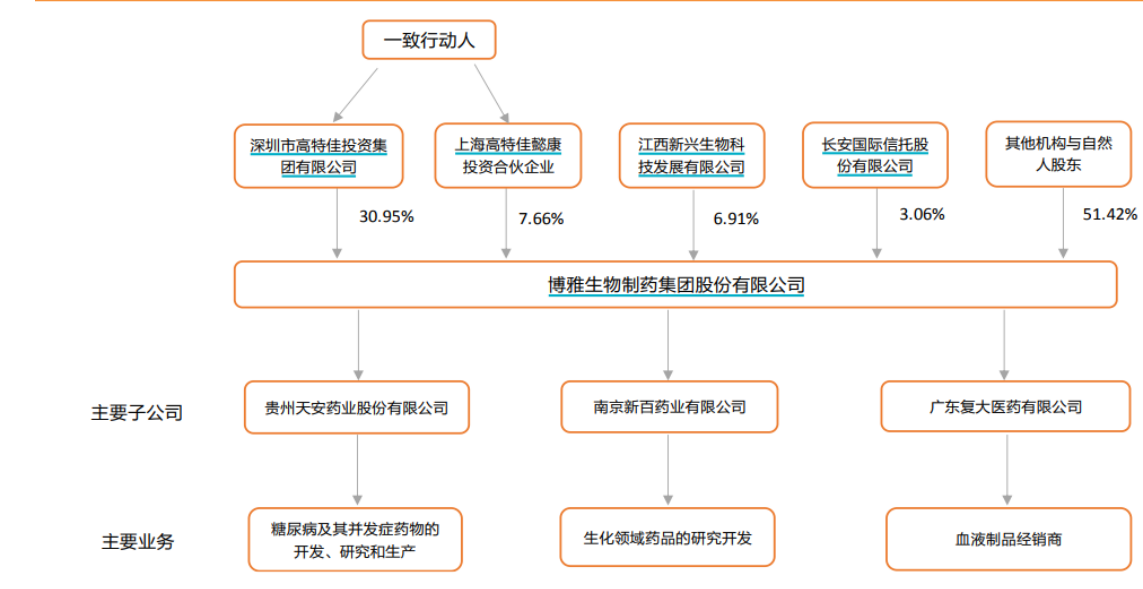 一致行动人
深圳市高特佳投资集
团有限公司
上海高特佳懿康
投资合伙企业
江西新兴生物科
技发展有限公司
长安国际信托股
份有限公司
其他机构与自然
人股东
30.95%
7.66%
6.91%
3.06%
51.42%
博雅生物制药集团股份有限公司
主要子公司
贵州天安药业股份有限公司
南京新百药业有限公司
广东复大医药有限公司
主要业务
糖尿病及其并发症药物的
开发、研究和生产
生化领域药品的研究开发
血液制品经销商